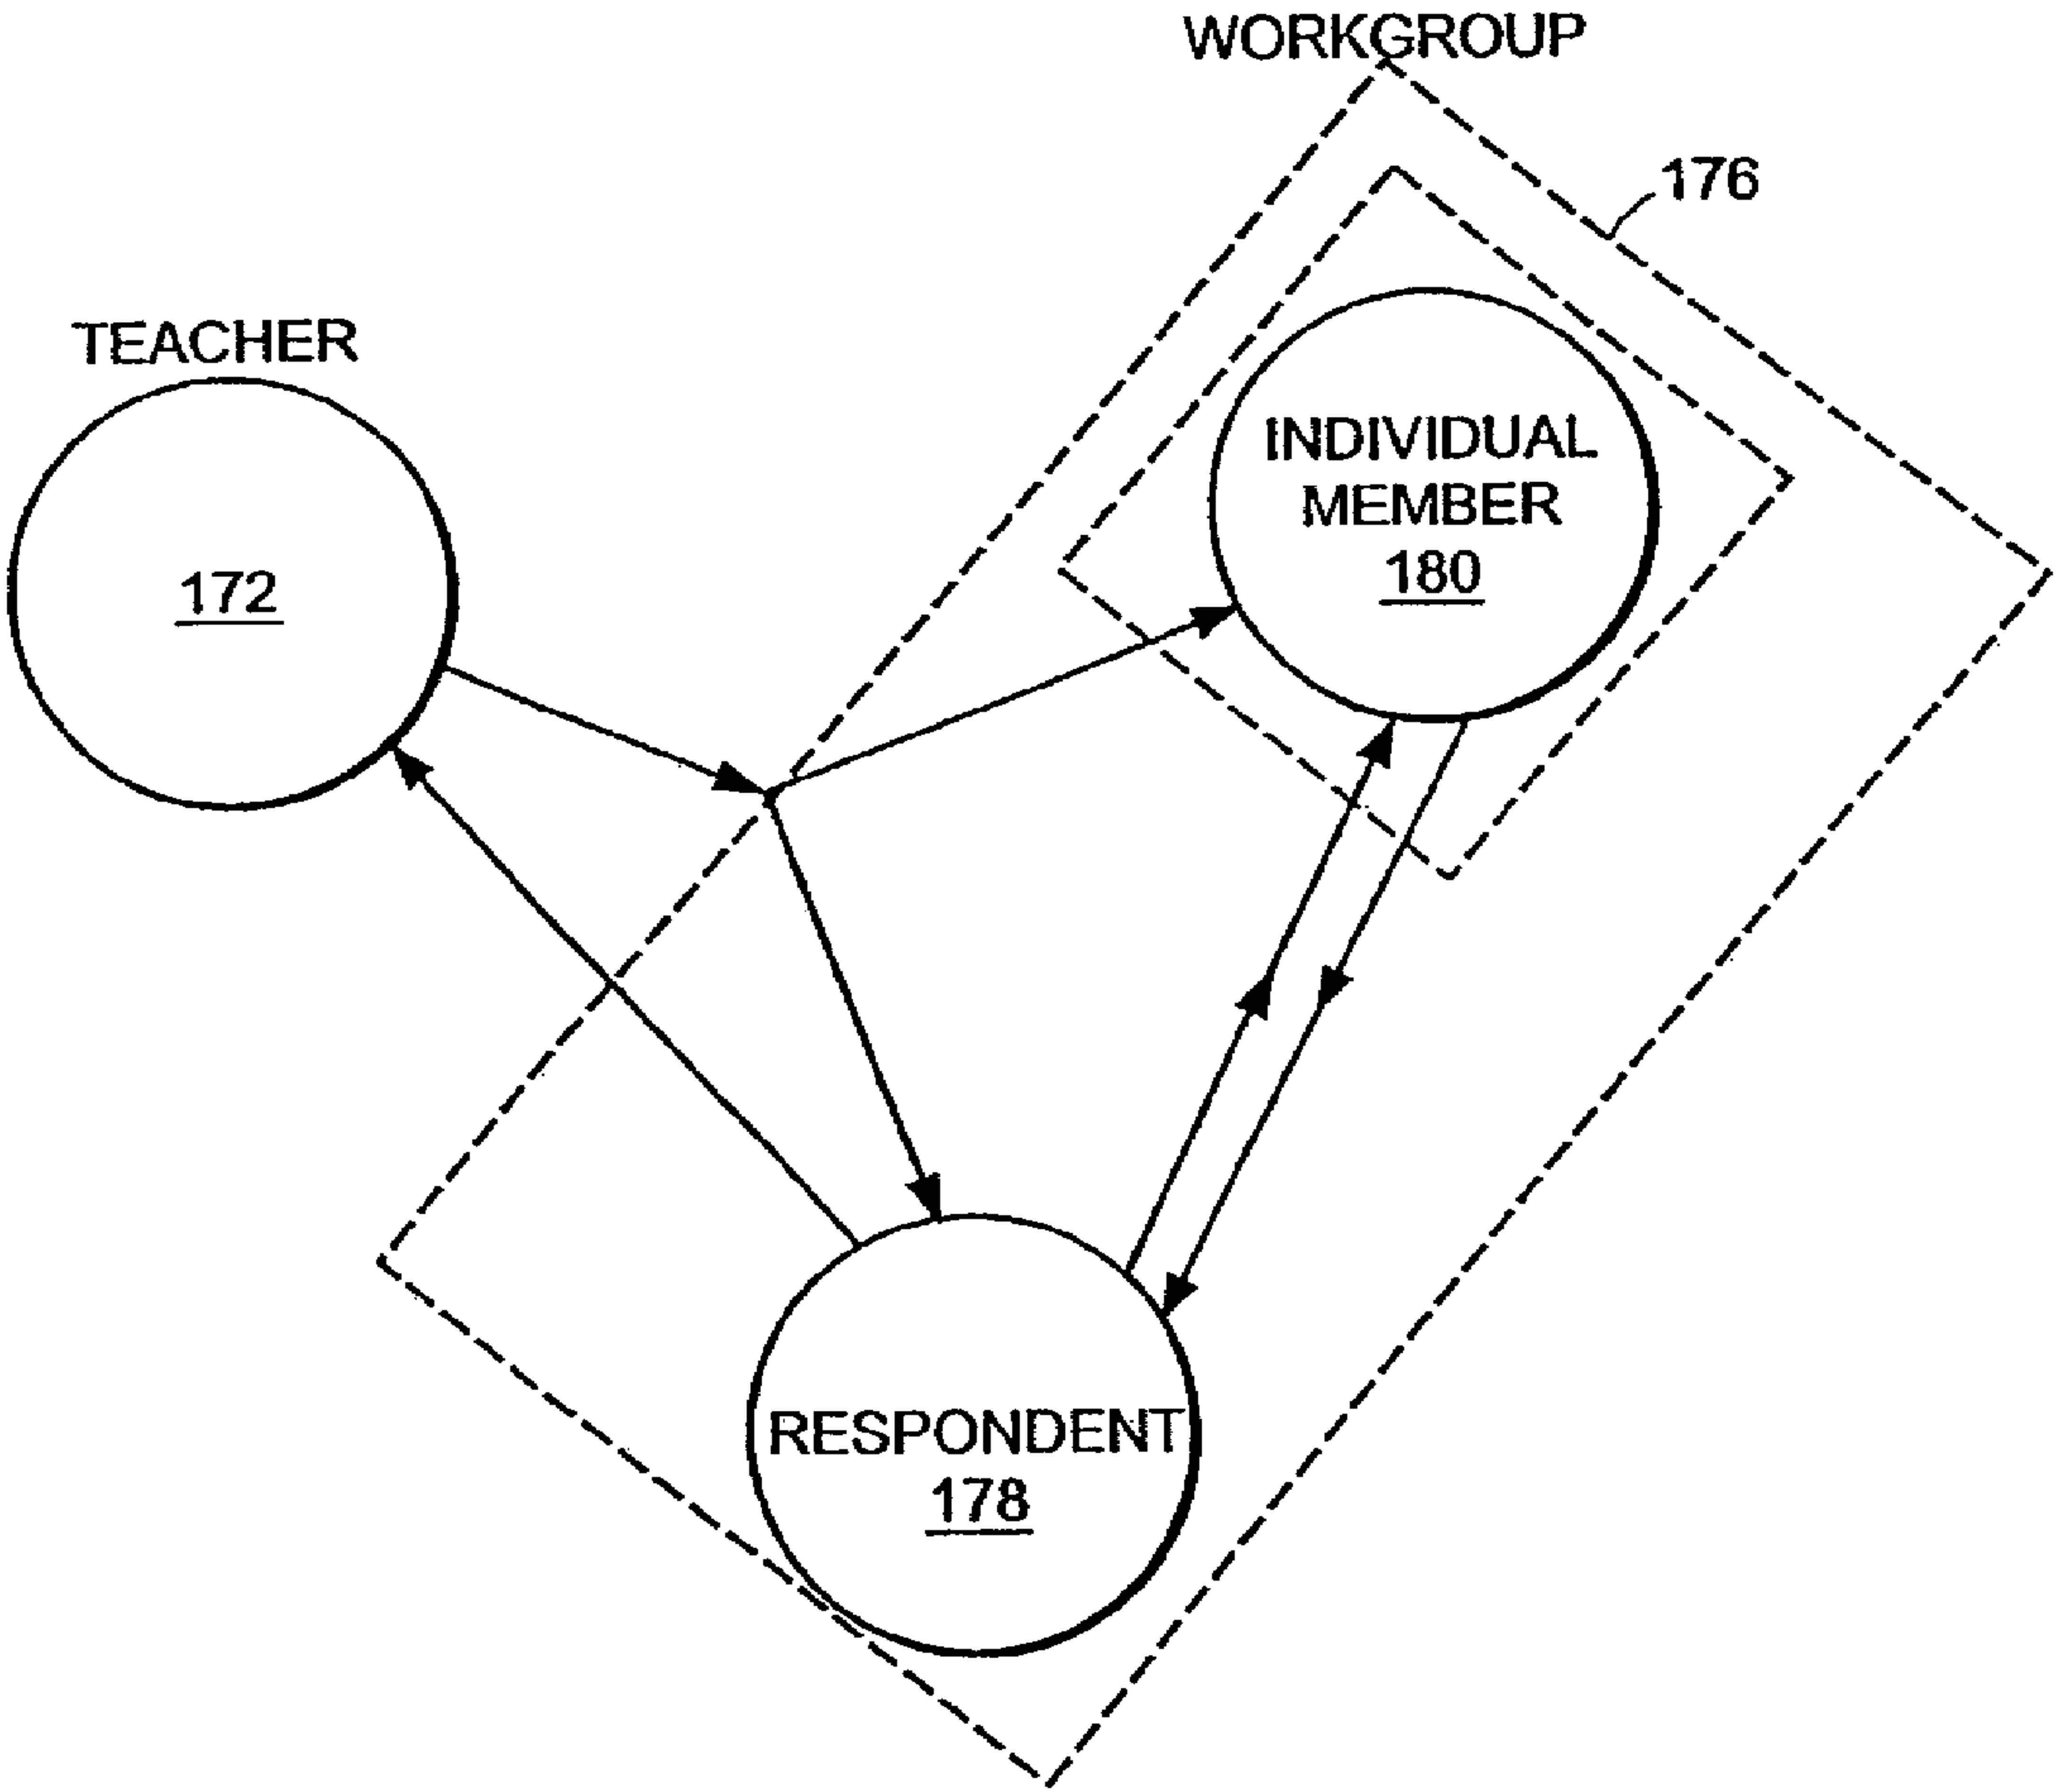 WORKGROUP
176
TEACHER
172
INDIVIDUAL
MEMBER
180
RESPONDENT
178